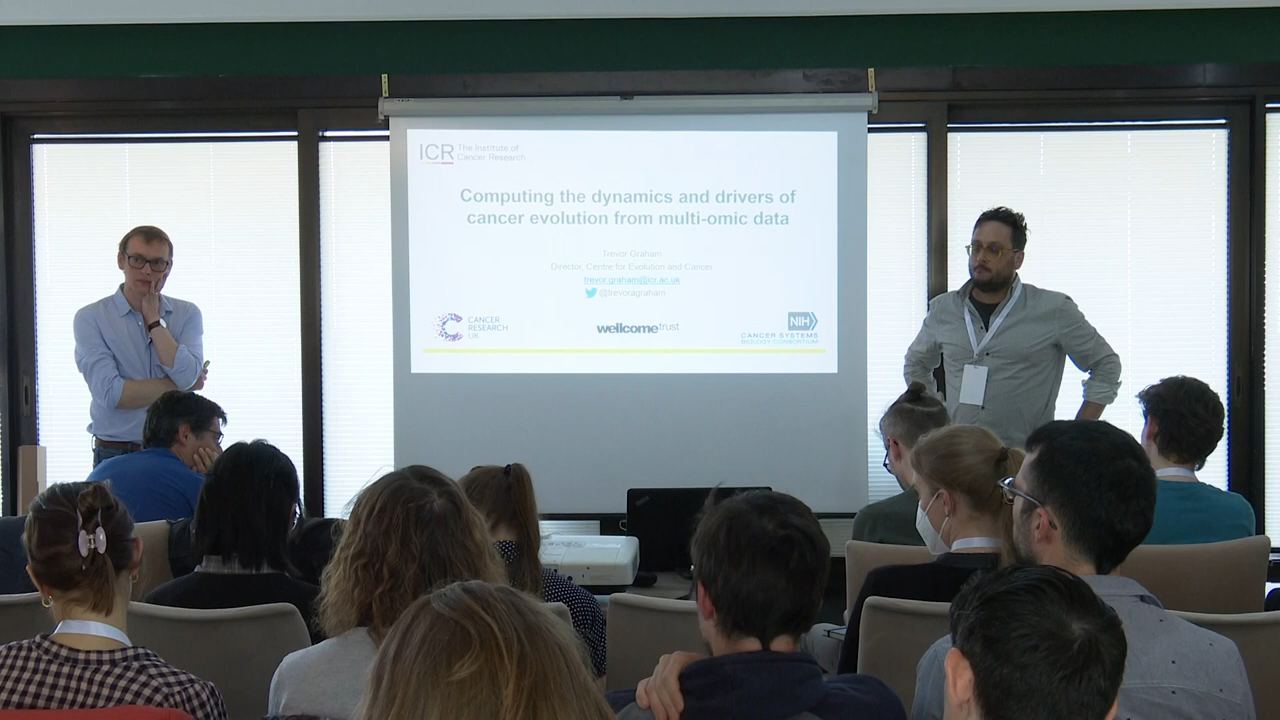 ICR The Institute of
Cancer Research
Computing the dynamics and drivers of
cancer evolution from multi-omic data
Trevor Graham
Director, Centre for Evolution and Cancer
trevor.graham@icr.ac.uk
@trevoragraham
CANCER
RESEARCH
UK
wellcome trust
NIH
CANCER SYSTEMS
BIOLOGY CONSORTIUM